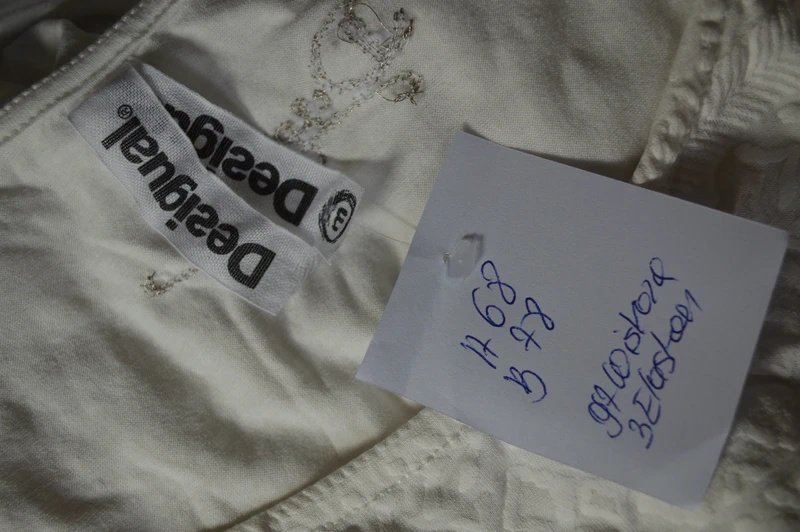 Desigual®
Desigual M
H 68
78
97 Wiskoza
3 Elastan